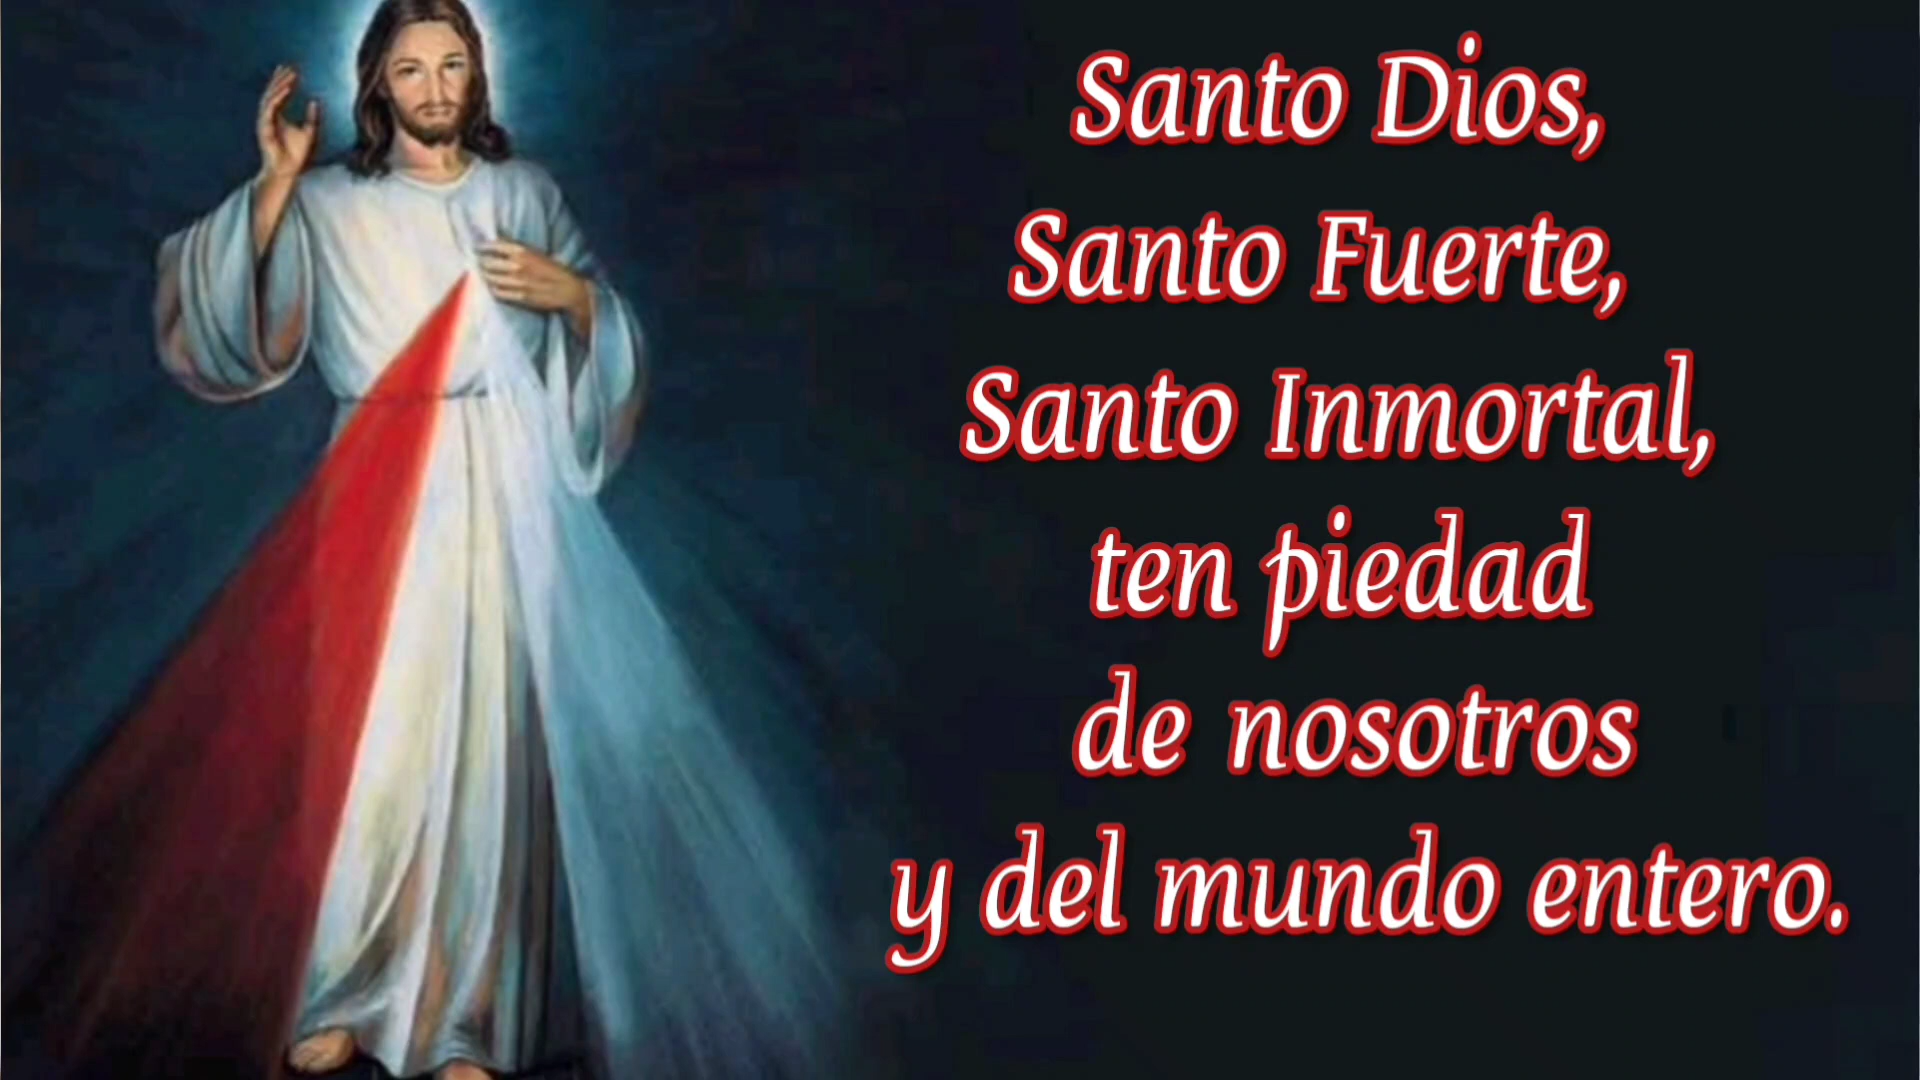 Santo Dios,
Santo Fuerte,
Santo Inmortal,
ten piedad
de nosotros
y del mundo entero.